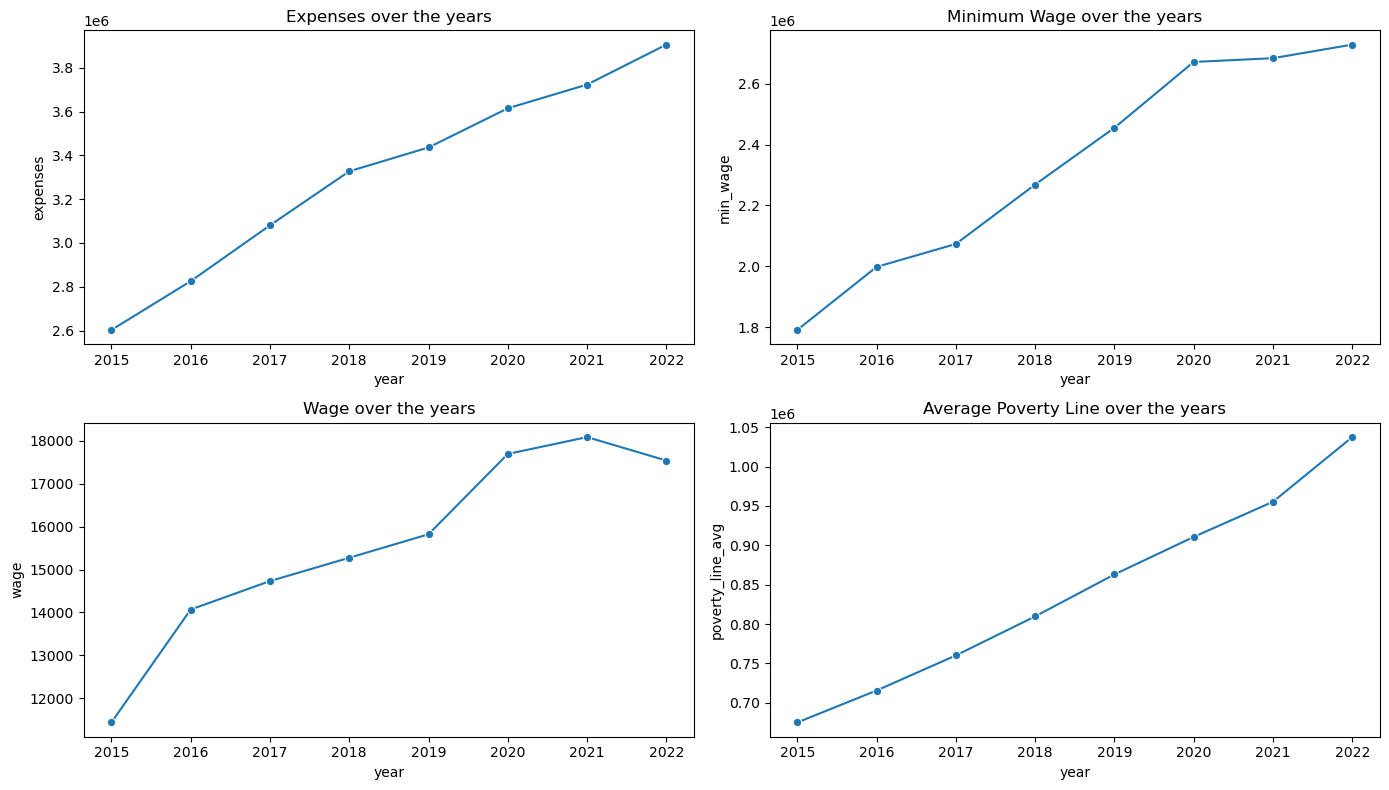 Expenses over the years
1e6
3.8
3.6
3.4
3.2
3.0
2.8
2.6
expenses
2015 2016 2017 2018 2019 2020 2021 2022
year
Minimum Wage over the years
1e6
2.6
2.4
2.2
2.0
1.8
min_wage
2015 2016 2017 2018 2019 2020 2021 2022
year
Wage over the years
18000
17000
16000
15000
14000
13000
12000
wage
2015 2016 2017 2018 2019 2020 2021 2022
year
Average Poverty Line over the years
1e6
1.05
1.00
0.95
0.90
0.85
0.80
0.75
0.70
poverty_line_avg
2015 2016 2017 2018 2019 2020 2021 2022
year